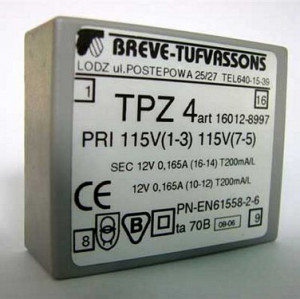 BREVE-TUFVASSONS
LODZ ul.POSTEPOWA 25/27 TEL640-15-39
1 16
TPZ 4 art 16012-8997
PRI 115V(1-3) 115V(7-5)
SEC 12V 0,165A (16-14) T200mA/L
12V 0,165A (10-12) T200mA/L
CE PN-EN61558-2-6
8 B ta 70B 09-06 9